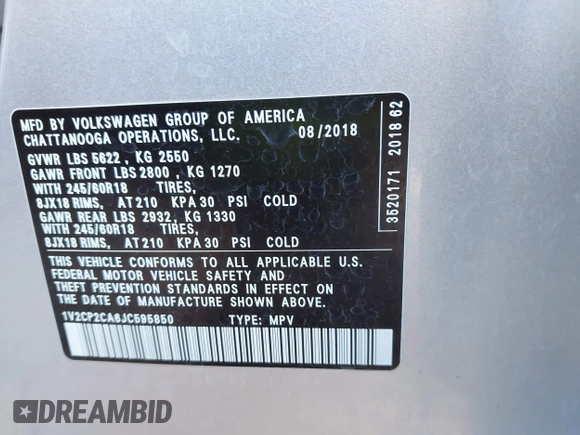 MFD BY VOLKSWAGEN GROUP OF AMERICA
CHATTANOOGA OPERATIONS, LLC. 08/2018
GVWR LBS 5622 , KG 2550
GAWR FRONT LBS 2800 , KG 1270
WITH 245/60R18 TIRES,
8JX18 RIMS, AT 210 KPA 30 PSI COLD
GAWR REAR LBS 2932, KG 1330
WITH 245/60R18 TIRES,
8JX18 RIMS, AT 210 KPA 30 PSI COLD
THIS VEHICLE CONFORMS TO ALL APPLICABLE U.S.
FEDERAL MOTOR VEHICLE SAFETY AND
THEFT PREVENTION STANDARDS IN EFFECT ON
THE DATE OF MANUFACTURE SHOWN ABOVE.
1V2CP2CA6JC595850 TYPE: MPV
3520171 2018 62
DREAMBID